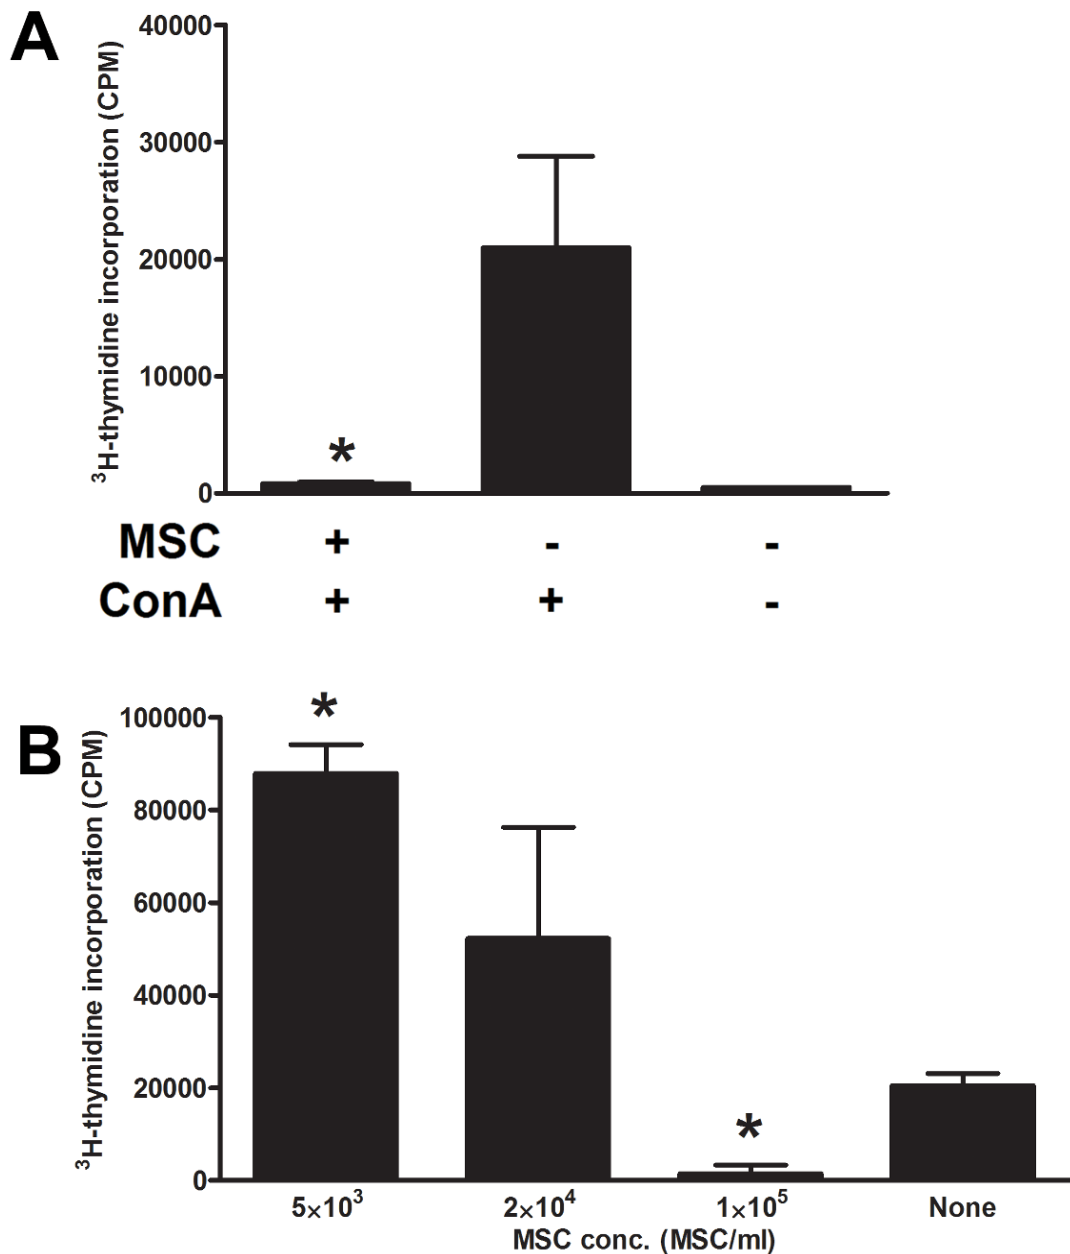 A
³H-thymidine incorporation (CPM)
40000
30000
20000
10000
0
*
MSC + - -
ConA + + -
B
³H-thymidine incorporation (CPM)
100000
80000
60000
40000
20000
0
*
*
5×10³ 2×10⁴ 1×10⁵ None
MSC conc. (MSC/ml)